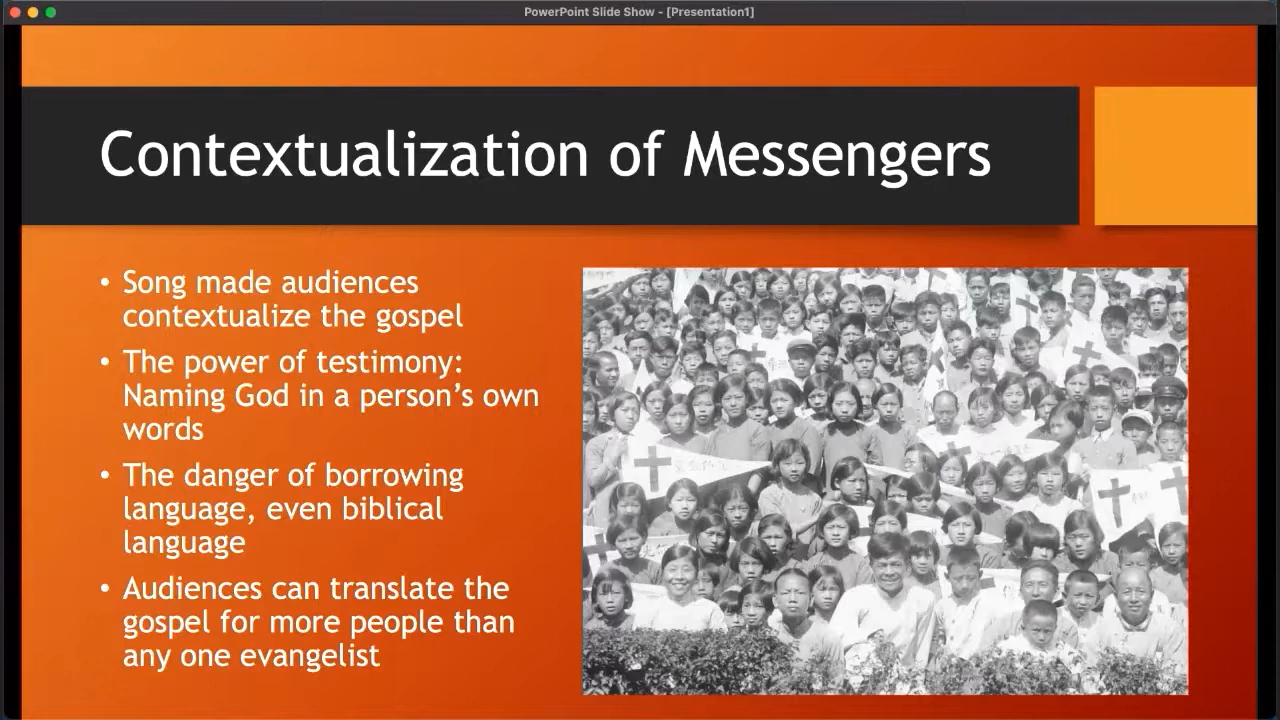 PowerPoint Slide Show - [Presentation1]
Contextualization of Messengers
• Song made audiences
contextualize the gospel
• The power of testimony:
Naming God in a person’s own
words
• The danger of borrowing
language, even biblical
language
• Audiences can translate the
gospel for more people than
any one evangelist